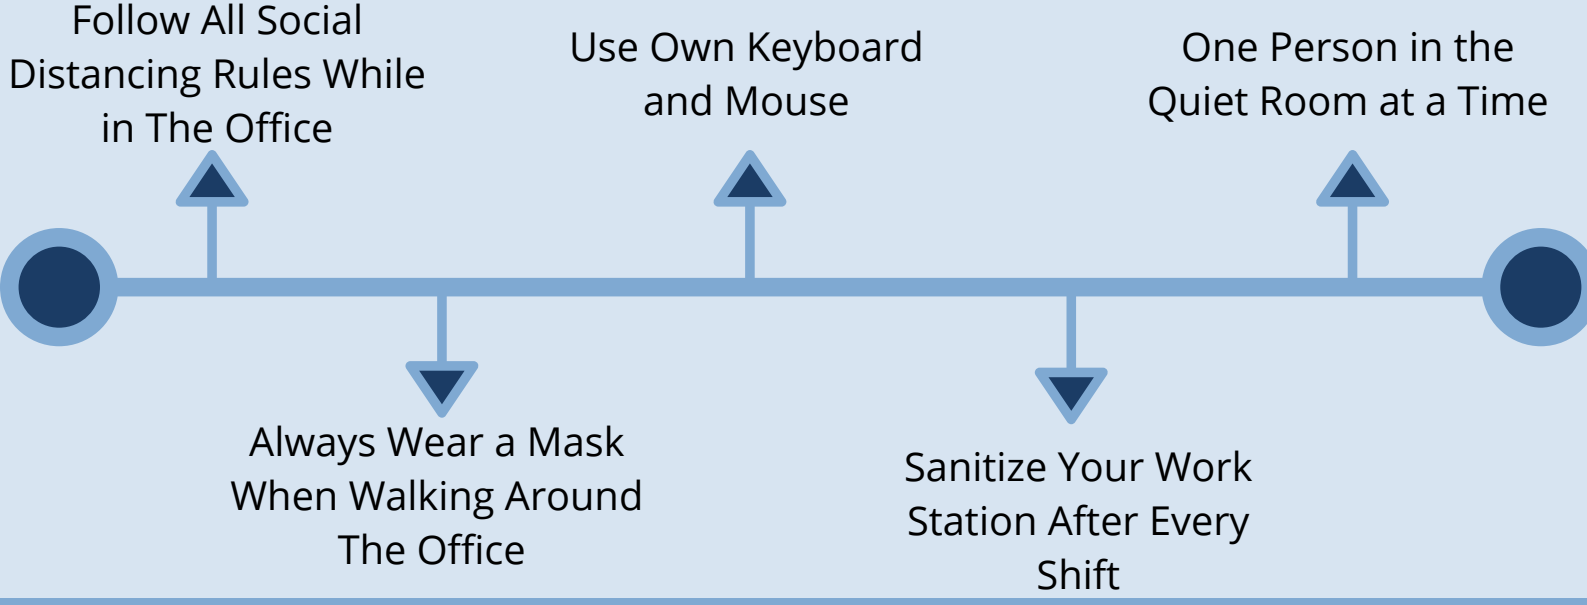 Follow All Social
Distancing Rules While
in The Office
Use Own Keyboard
and Mouse
One Person in the
Quiet Room at a Time
Always Wear a Mask
When Walking Around
The Office
Sanitize Your Work
Station After Every
Shift